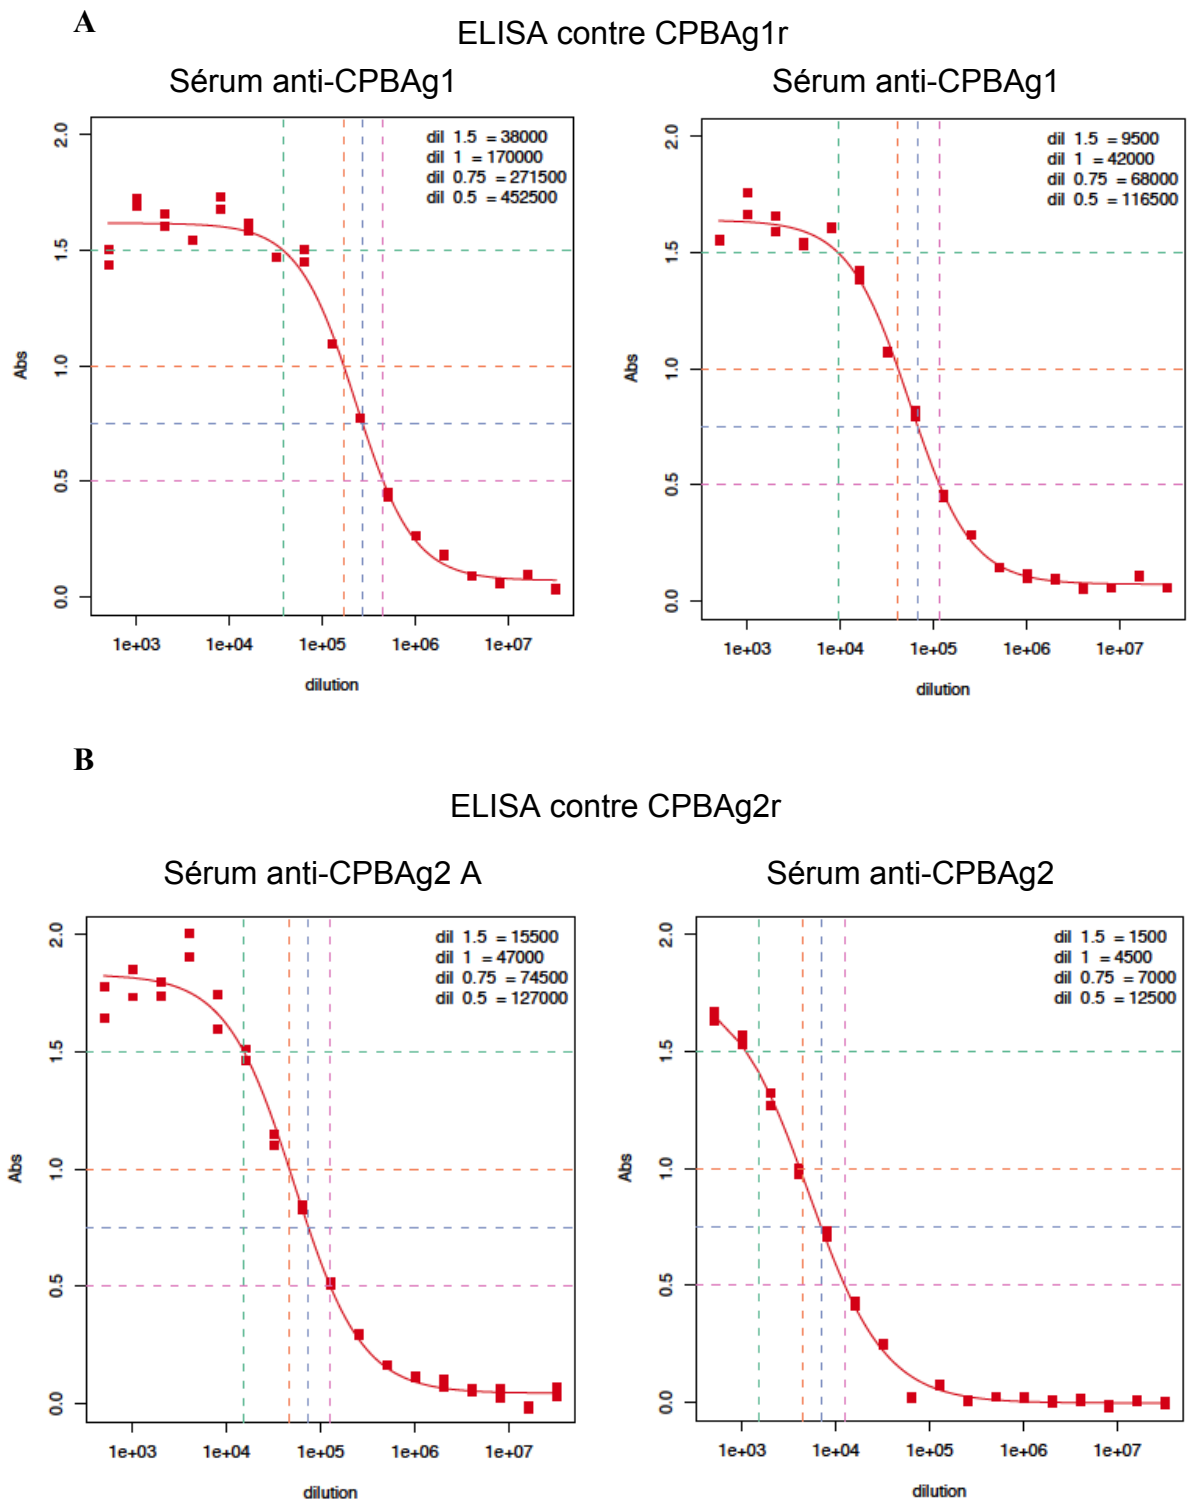 A
ELISA contre CPBAg1r
Sérum anti-CPBAg1
dil 1.5 = 38000
dil 1 = 170000
dil 0.75 = 271500
dil 0.5 = 452500
2.0
1.5
1.0
0.5
0.0
Abs
1e+03 1e+04 1e+05 1e+06 1e+07
dilution
Sérum anti-CPBAg1
dil 1.5 = 9500
dil 1 = 42000
dil 0.75 = 68000
dil 0.5 = 116500
2.0
1.5
1.0
0.5
0.0
Abs
1e+03 1e+04 1e+05 1e+06 1e+07
dilution
B
ELISA contre CPBAg2r
Sérum anti-CPBAg2 A
dil 1.5 = 15500
dil 1 = 47000
dil 0.75 = 74500
dil 0.5 = 127000
2.0
1.5
1.0
0.5
0.0
Abs
1e+03 1e+04 1e+05 1e+06 1e+07
dilution
Sérum anti-CPBAg2
dil 1.5 = 1500
dil 1 = 4500
dil 0.75 = 7000
dil 0.5 = 12500
2.0
1.5
1.0
0.5
0.0
Abs
1e+03 1e+04 1e+05 1e+06 1e+07
dilution